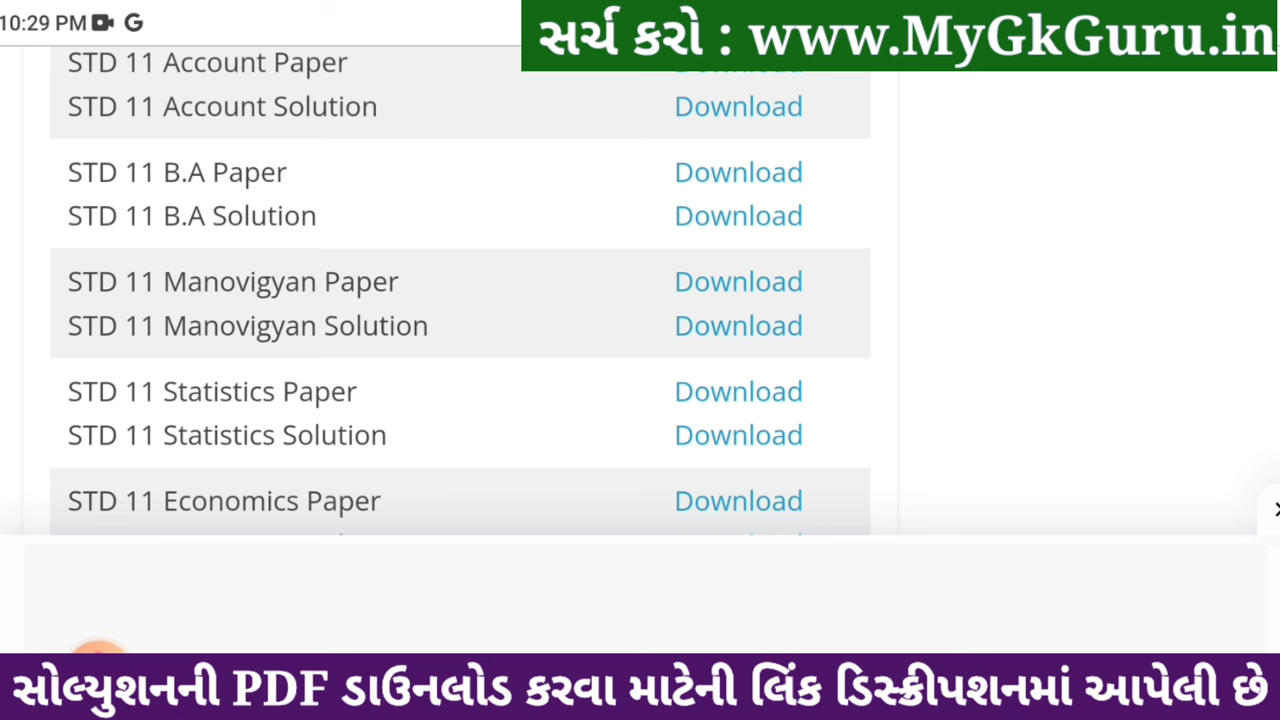 10:29 PM G
સર્ચ કરો : www.MyGkGuru.in
STD 11 Account Paper
STD 11 Account Solution Download
STD 11 B.A Paper Download
STD 11 B.A Solution Download
STD 11 Manovigyan Paper Download
STD 11 Manovigyan Solution Download
STD 11 Statistics Paper Download
STD 11 Statistics Solution Download
STD 11 Economics Paper Download
સોલ્યુશનની PDF ડાઉનલોડ કરવા માટેની લિંક ડિસ્ક્રીપશનમાં આપેલી છે